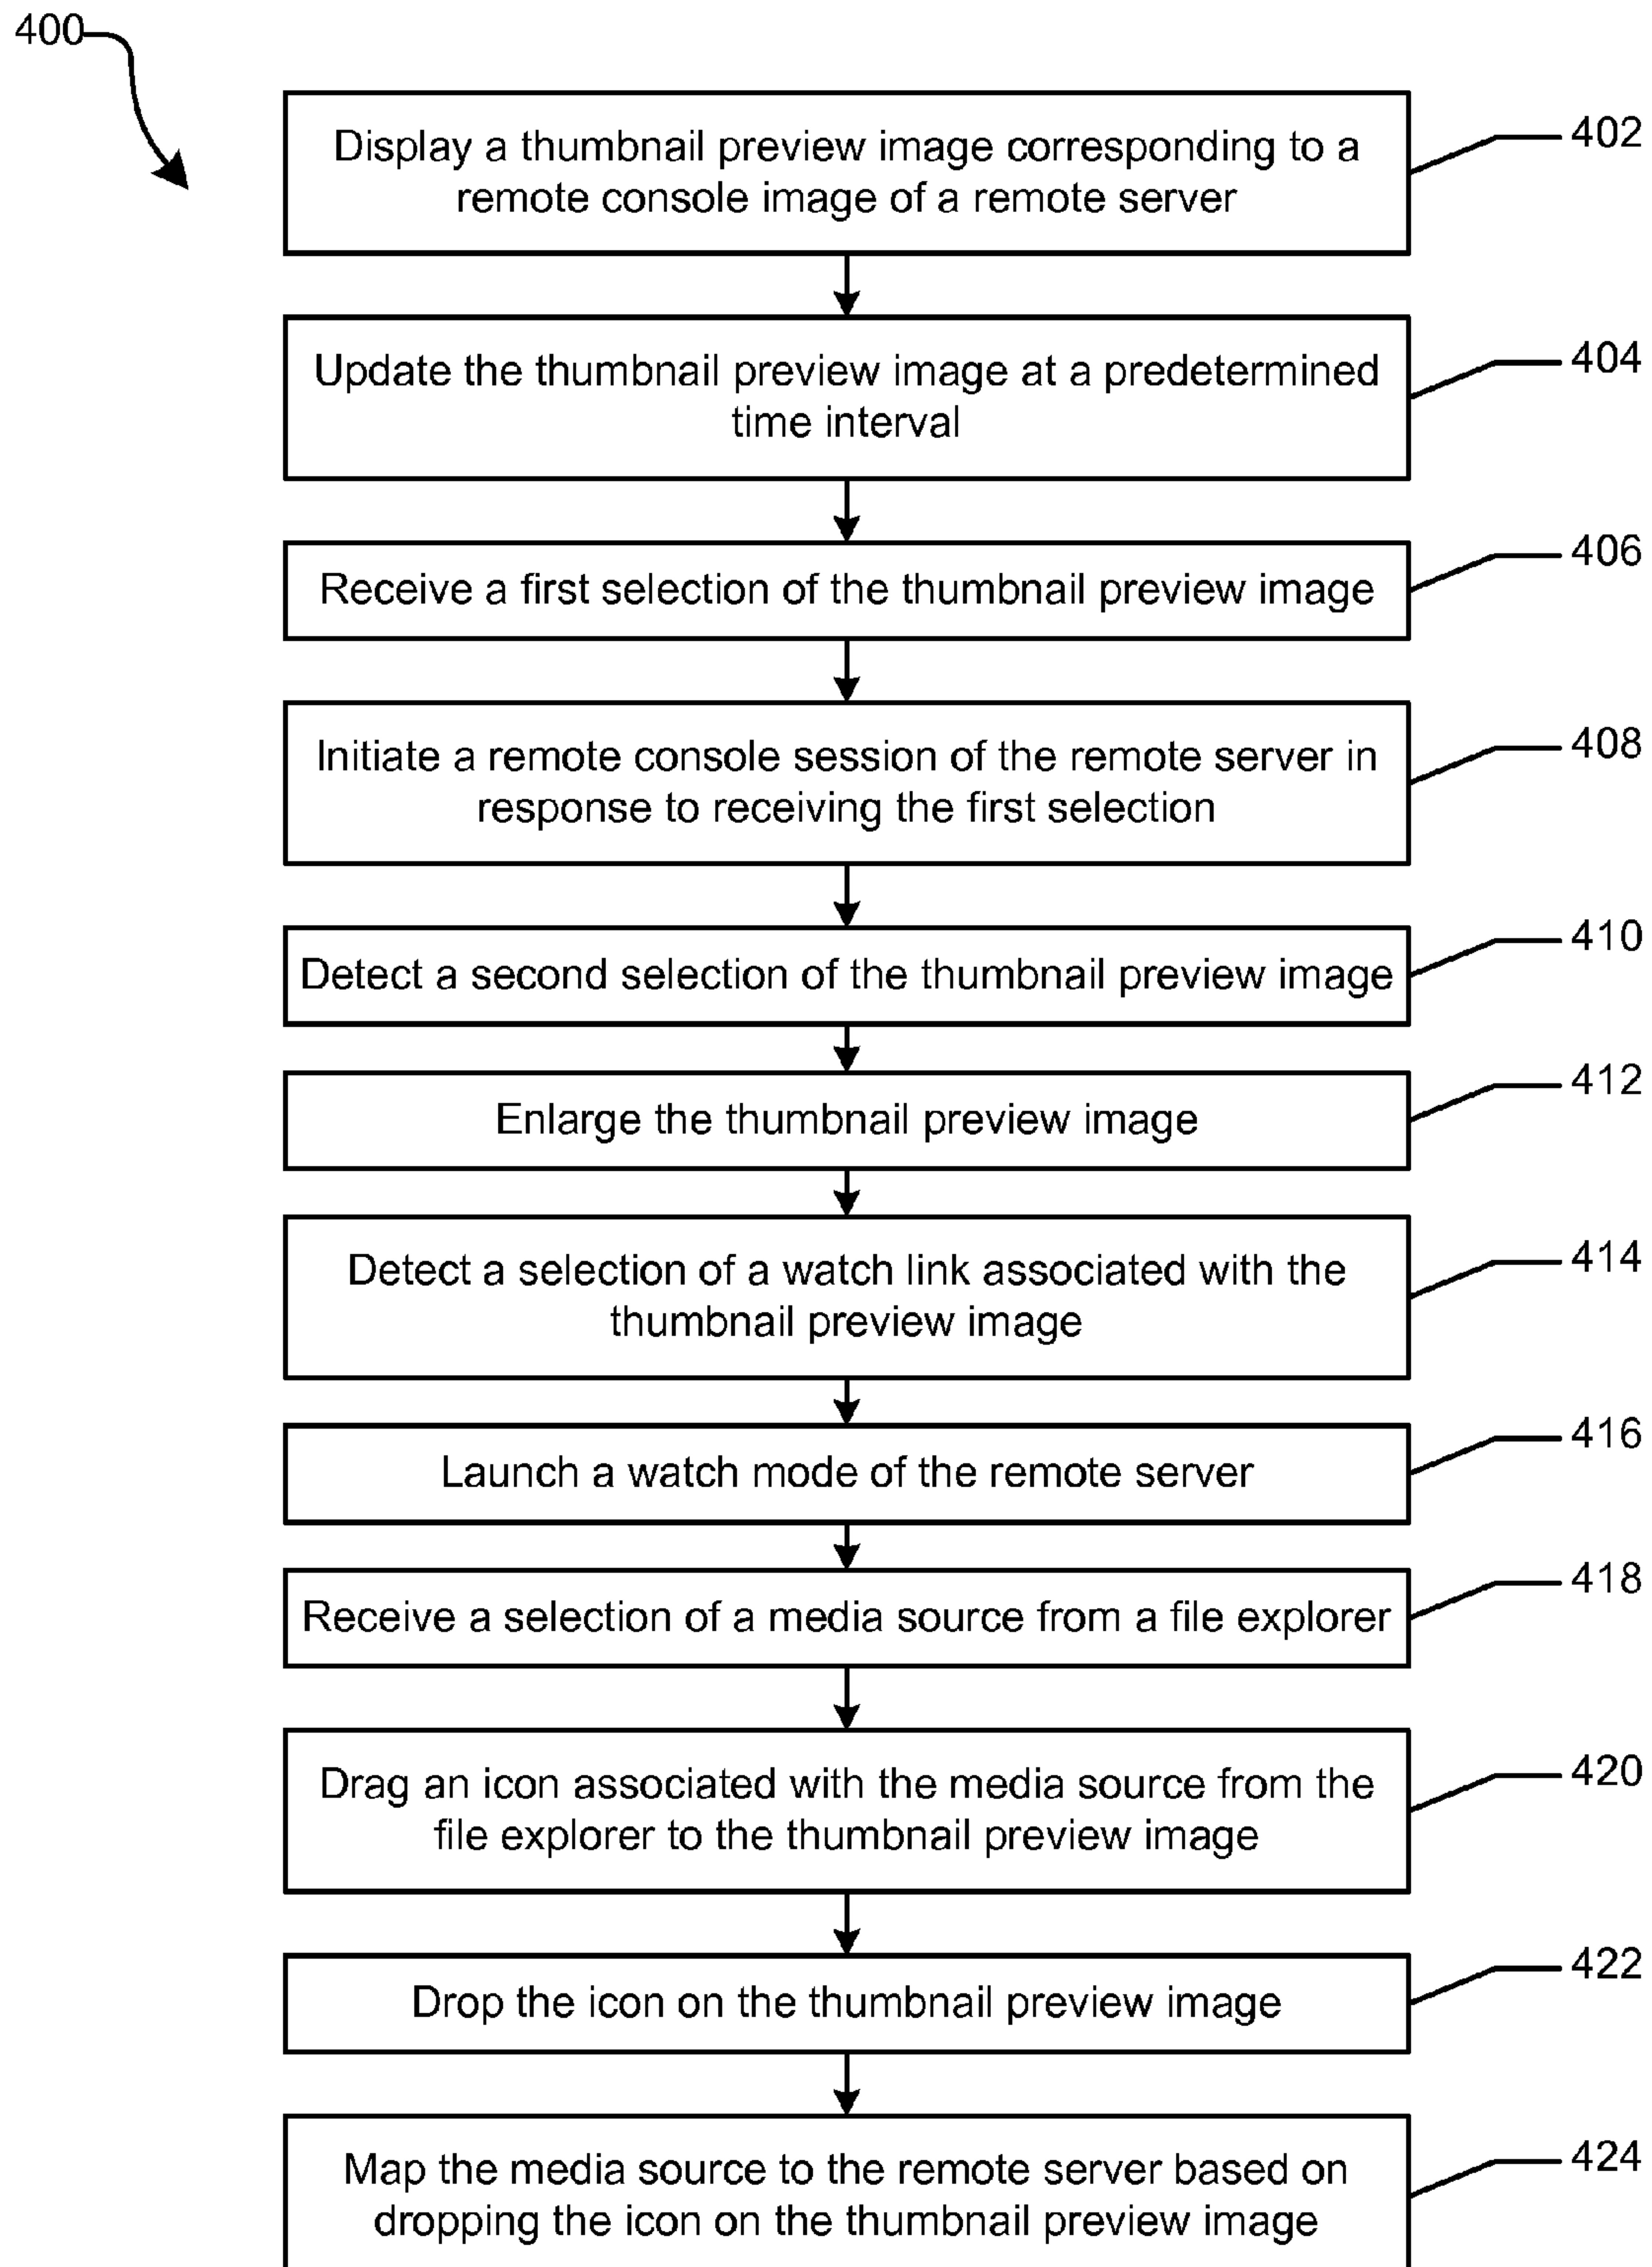 400
Display a thumbnail preview image corresponding to a
remote console image of a remote server
402
Update the thumbnail preview image at a predetermined
time interval
404
Receive a first selection of the thumbnail preview image
406
Initiate a remote console session of the remote server in
response to receiving the first selection
408
Detect a second selection of the thumbnail preview image
410
Enlarge the thumbnail preview image
412
Detect a selection of a watch link associated with the
thumbnail preview image
414
Launch a watch mode of the remote server
416
Receive a selection of a media source from a file explorer
418
Drag an icon associated with the media source from the
file explorer to the thumbnail preview image
420
Drop the icon on the thumbnail preview image
422
Map the media source to the remote server based on
dropping the icon on the thumbnail preview image
424